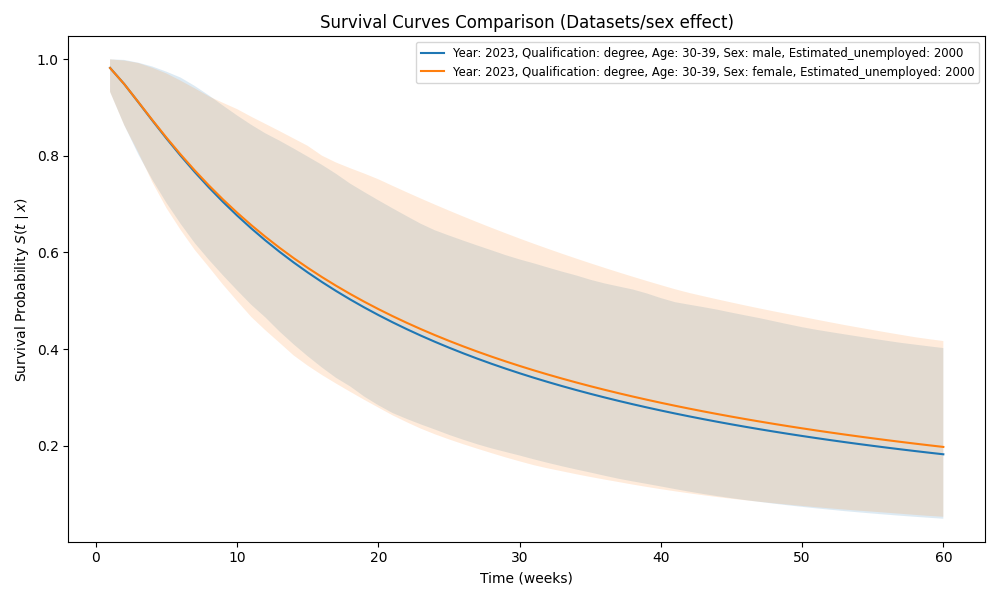 Survival Curves Comparison (Datasets/sex effect)
Year: 2023, Qualification: degree, Age: 30-39, Sex: male, Estimated_unemployed: 2000
Year: 2023, Qualification: degree, Age: 30-39, Sex: female, Estimated_unemployed: 2000
Survival Probability S(t | x)
1.0
0.8
0.6
0.4
0.2
0 10 20 30 40 50 60
Time (weeks)